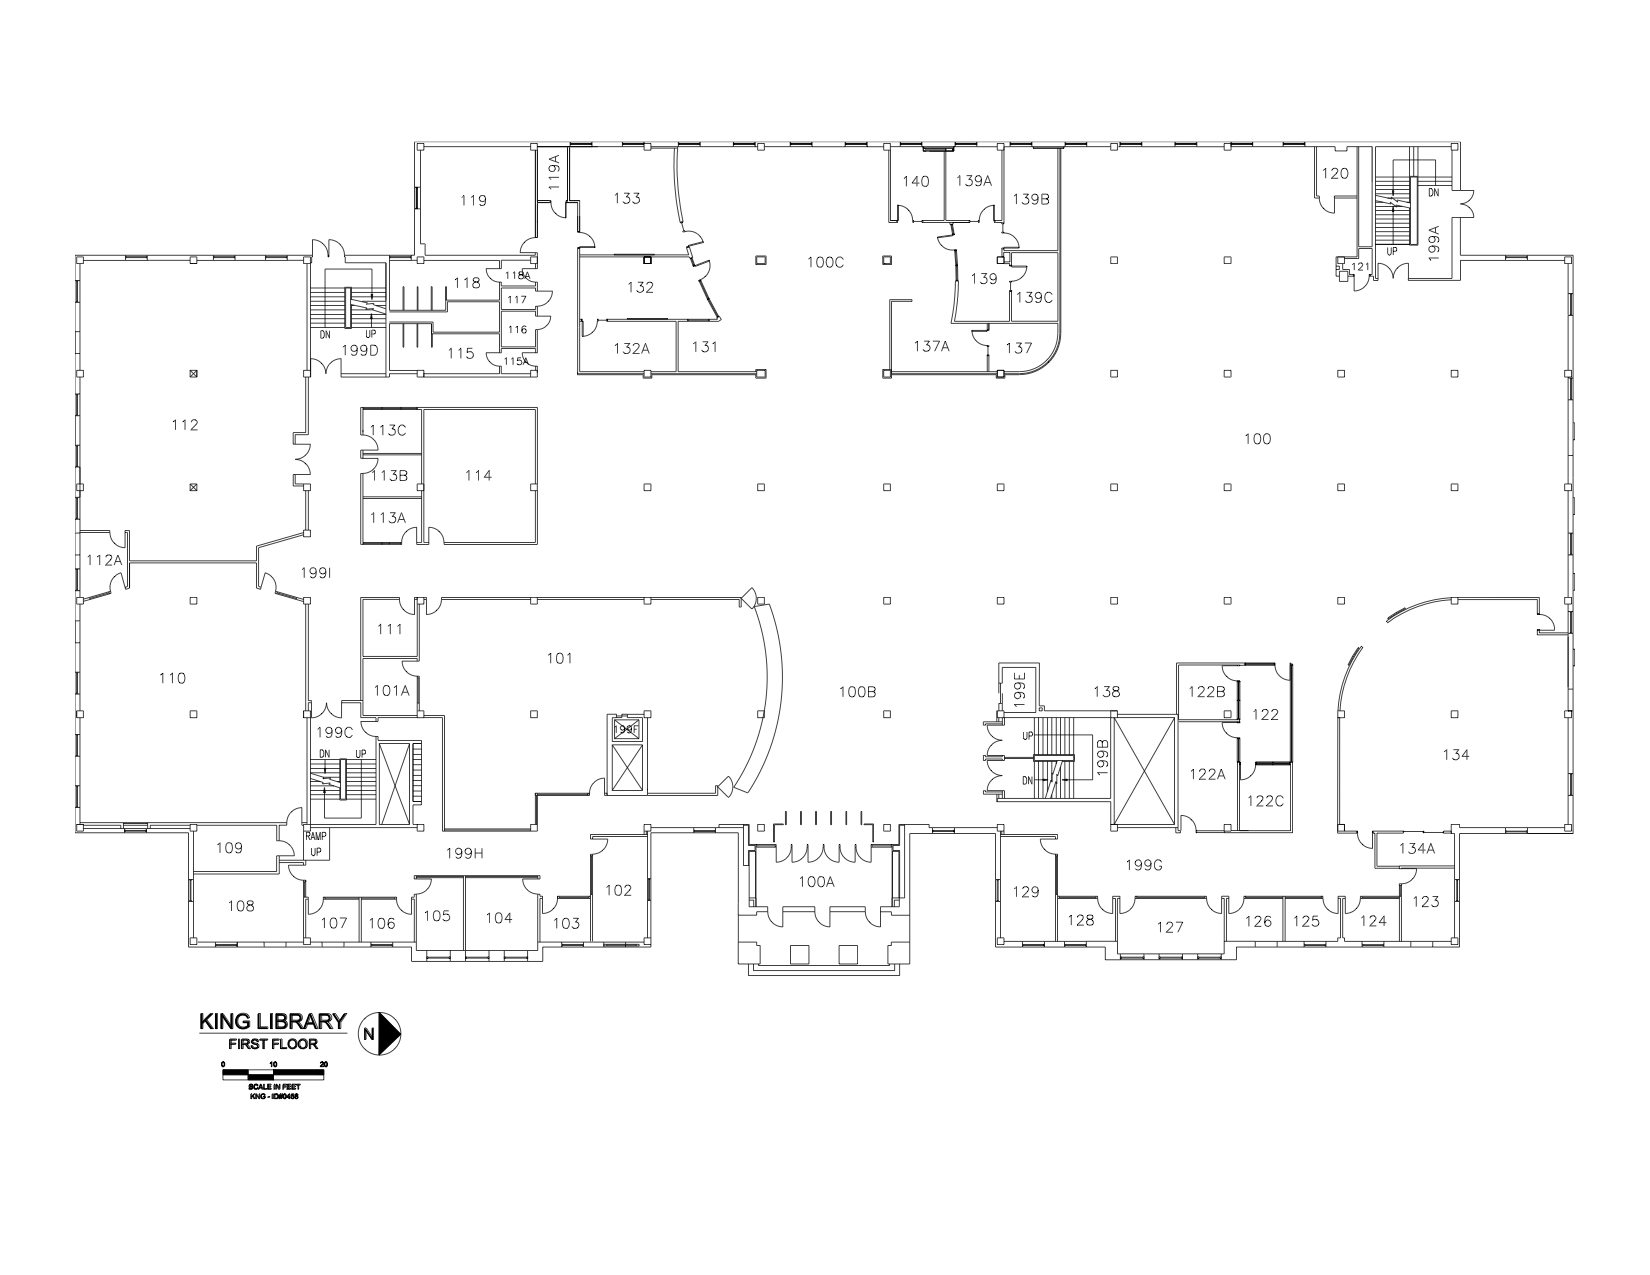 119
119A
133
140
139A
139B
120
DN
199A
UP
118
118A
100C
121
117
132
139
139C
116
DN
UP
199D
115
115A
132A
131
137A
137
112
113C
114
100
113B
113A
112A
199I
111
101
110
101A
100B
199E
138
122B
122
199C
199F
UP
199B
DN
UP
DN
122A
134
122C
RAMP
UP
109
199H
134A
199G
100A
108
107
106
105
104
103
102
129
128
127
126
125
124
123
KING LIBRARY
FIRST FLOOR
N
0 10 20
SCALE IN FEET
KNG - ID#0468